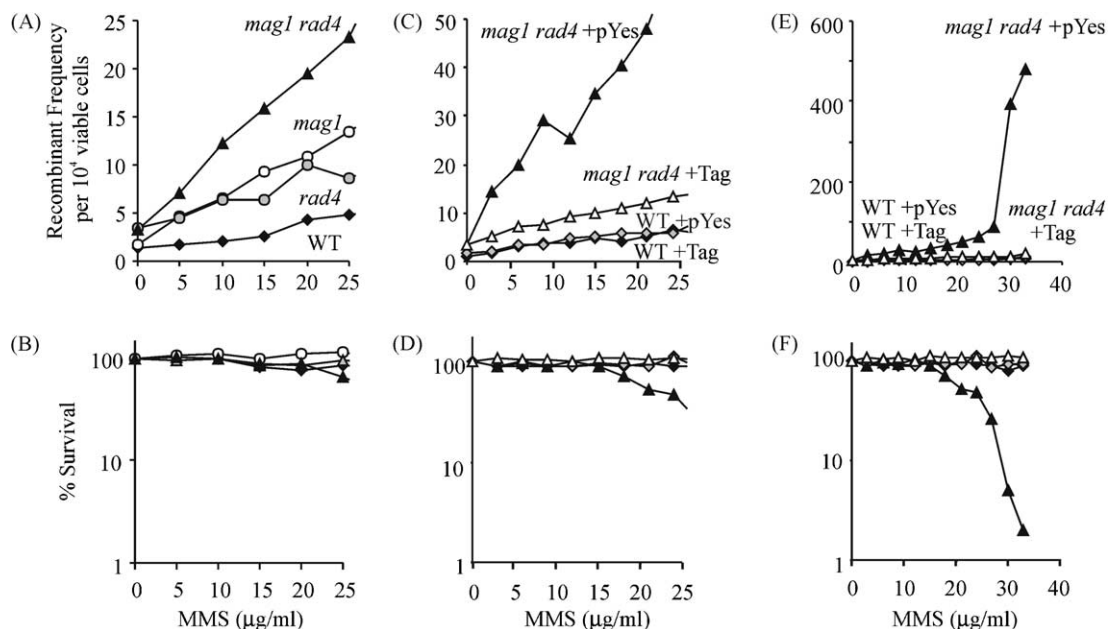 (A)
Recombinant Frequency
per 10⁴ viable cells
25
20
15
10
5
0
mag1 rad4
mag1
rad4
WT
0 5 10 15 20 25
(C)
50
40
30
20
10
0
mag1 rad4 +pYes
mag1 rad4 +Tag
WT +pYes
WT +Tag
0 5 10 15 20 25
(E)
600
400
200
0
mag1 rad4 +pYes
WT +pYes
WT +Tag
mag1 rad4
+Tag
0 10 20 30 40
(B)
% Survival
100
10
1
0 5 10 15 20 25
MMS (µg/ml)
(D)
100
10
1
0 5 10 15 20 25
MMS (µg/ml)
(F)
100
10
1
0 10 20 30 40
MMS (µg/ml)